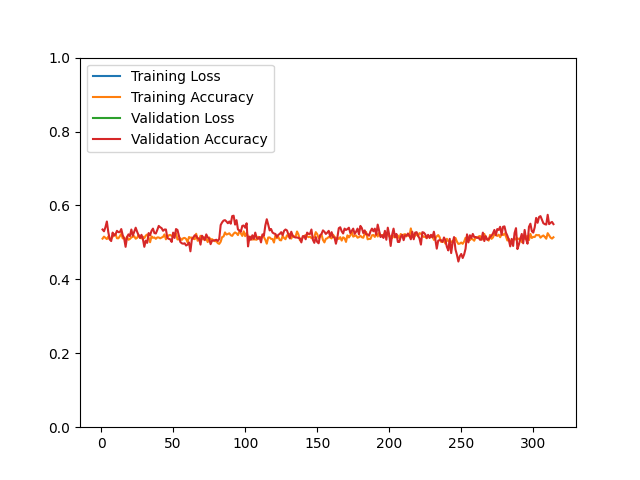 1.0
0.8
0.6
0.4
0.2
0.0
Training Loss
Training Accuracy
Validation Loss
Validation Accuracy
0 50 100 150 200 250 300